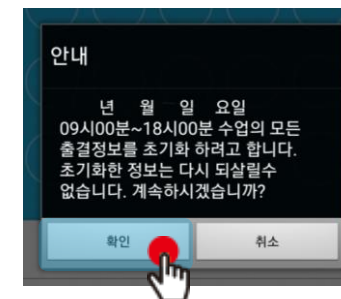 안내
년 월 일 요일
09시00분~18시00분 수업의 모든
출결정보를 초기화 하려고 합니다.
초기화한 정보는 다시 되살릴수
없습니다. 계속하시겠습니까?
확인 취소